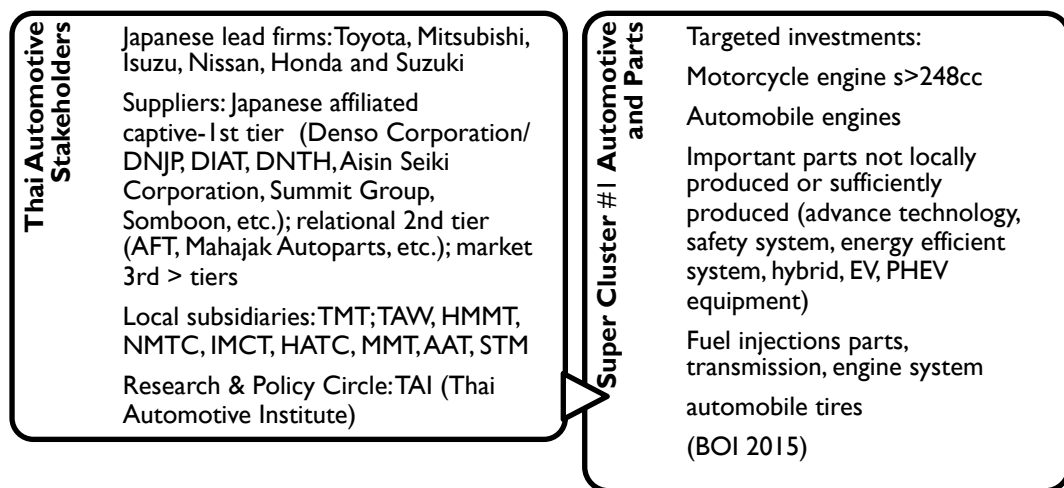 Thai Automotive
Stakeholders
Japanese lead firms: Toyota, Mitsubishi,
Isuzu, Nissan, Honda and Suzuki
Suppliers: Japanese affiliated
captive-1st tier (Denso Corporation/
DNJP, DIAT, DNTH, Aisin Seiki
Corporation, Summit Group,
Somboon, etc.); relational 2nd tier
(AFT, Mahajak Autoparts, etc.); market
3rd > tiers
Local subsidiaries: TMT; TAW, HMMT,
NMTC, IMCT, HATC, MMT, AAT, STM
Research & Policy Circle: TAI (Thai
Automotive Institute)
Super Cluster #1 Automotive
and Parts
Targeted investments:
Motorcycle engine s>248cc
Automobile engines
Important parts not locally
produced or sufficiently
produced (advance technology,
safety system, energy efficient
system, hybrid, EV, PHEV
equipment)
Fuel injections parts,
transmission, engine system
automobile tires
(BOI 2015)